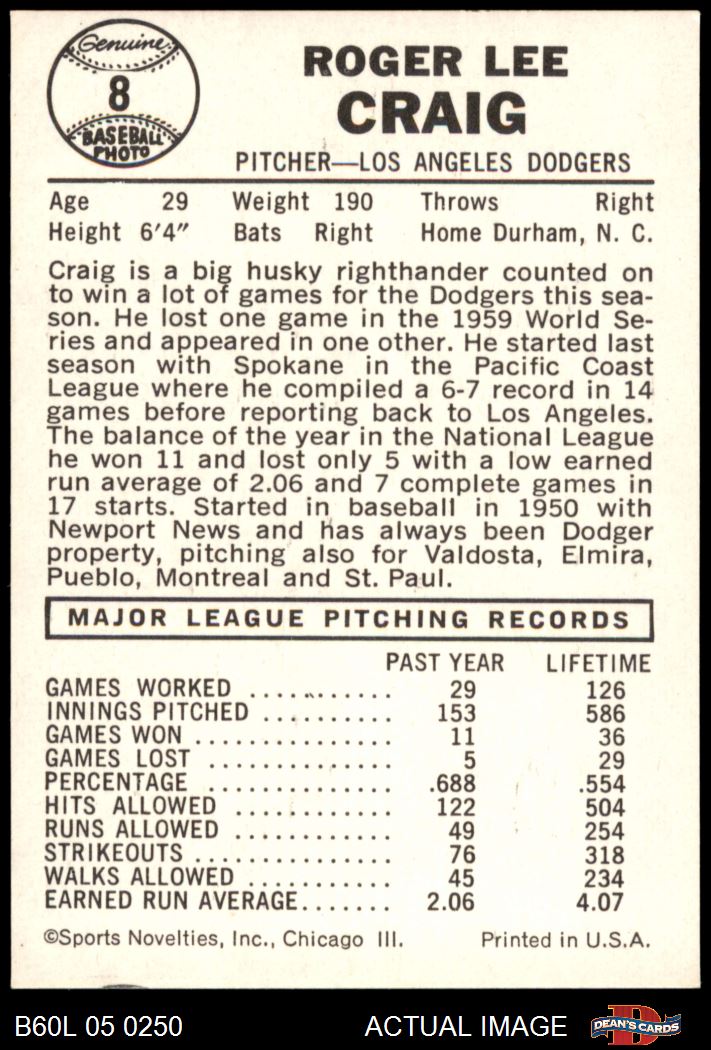 Genuine
8
BASEBALL
PHOTO
ROGER LEE
CRAIG
PITCHER—LOS ANGELES DODGERS
Age 29 Weight 190 Throws Right
Height 6'4" Bats Right Home Durham, N. C.
Craig is a big husky righthander counted on
to win a lot of games for the Dodgers this sea-
son. He lost one game in the 1959 World Se-
ries and appeared in one other. He started last
season with Spokane in the Pacific Coast
League where he compiled a 6-7 record in 14
games before reporting back to Los Angeles.
The balance of the year in the National League
he won 11 and lost only 5 with a low earned
run average of 2.06 and 7 complete games in
17 starts. Started in baseball in 1950 with
Newport News and has always been Dodger
property, pitching also for Valdosta, Elmira,
Pueblo, Montreal and St. Paul.
MAJOR LEAGUE PITCHING RECORDS
PAST YEAR LIFETIME
GAMES WORKED ............ 29 126
INNINGS PITCHED .......... 153 586
GAMES WON ............... 11 36
GAMES LOST .............. 5 29
PERCENTAGE .............. .688 .554
HITS ALLOWED ............ 122 504
RUNS ALLOWED ............ 49 254
STRIKEOUTS ............... 76 318
WALKS ALLOWED ........... 45 234
EARNED RUN AVERAGE....... 2.06 4.07
©Sports Novelties, Inc., Chicago Ill. Printed in U.S.A.
B60L 05 0250 ACTUAL IMAGE D DEAN'S CARDS